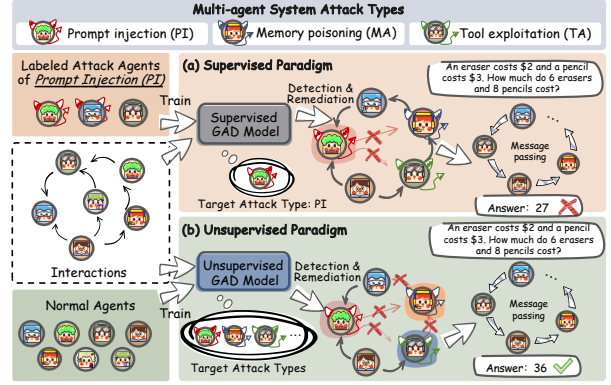 Multi-agent System Attack Types
Prompt injection (PI)
Memory poisoning (MA)
Tool exploitation (TA)
Labeled Attack Agents
of Prompt Injection (PI)
Train
Interactions
Normal Agents
Train
(a) Supervised Paradigm
Supervised
GAD Model
Detection &
Remediation
Target Attack Type: PI
An eraser costs $2 and a pencil
costs $3. How much do 6 erasers
and 8 pencils cost?
Message
passing
...
Answer: 27
(b) Unsupervised Paradigm
Unsupervised
GAD Model
Detection &
Remediation
...
Target Attack Types
An eraser costs $2 and a pencil
costs $3. How much do 6 erasers
and 8 pencils cost?
Message
passing
...
Answer: 36